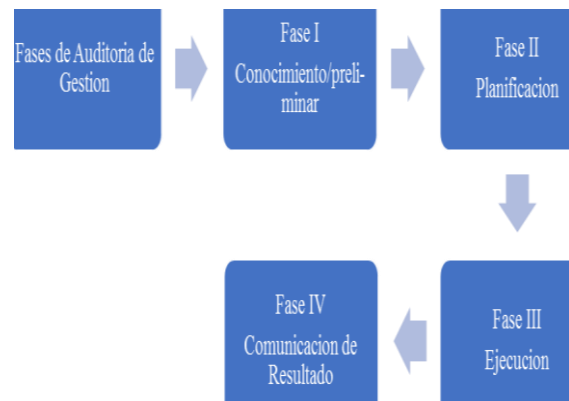 Fases de Auditoria de
Gestion
Fase I
Conocimiento/preli-
minar
Fase II
Planificacion
Fase III
Ejecucion
Fase IV
Comunicacion de
Resultado